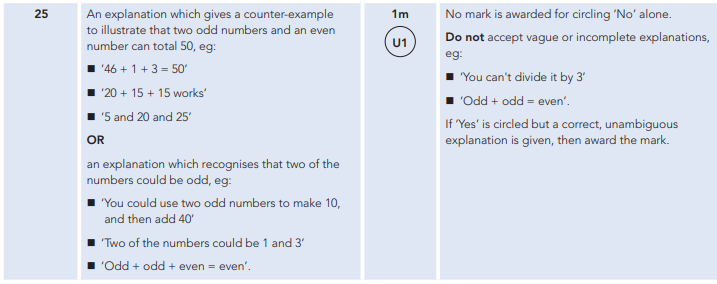 25
An explanation which gives a counter-example
to illustrate that two odd numbers and an even
number can total 50, eg:
■ ‘46 + 1 + 3 = 50’
■ ‘20 + 15 + 15 works’
■ ‘5 and 20 and 25’
OR
an explanation which recognises that two of the
numbers could be odd, eg:
■ ‘You could use two odd numbers to make 10,
and then add 40’
■ ‘Two of the numbers could be 1 and 3’
■ ‘Odd + odd + even = even’.
1m
U1
No mark is awarded for circling ‘No’ alone.
Do not accept vague or incomplete explanations,
eg:
■ ‘You can't divide it by 3’
■ ‘Odd + odd = even’.
If ‘Yes’ is circled but a correct, unambiguous
explanation is given, then award the mark.